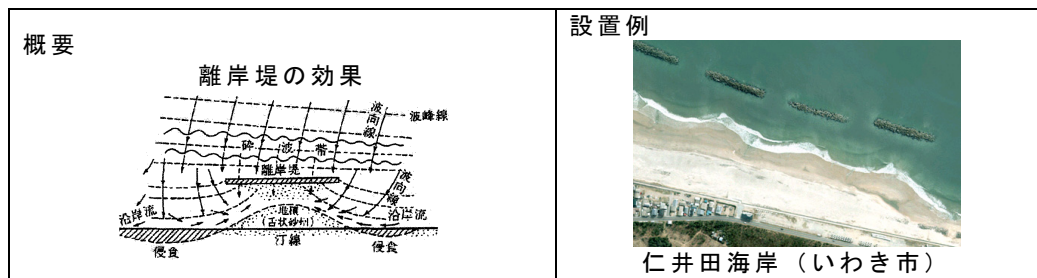 概要
離岸堤の効果
波向線
波峰線
砕波帯
離岸堤
波向線
沿岸流
堆積
(舌状砂州)
沿岸流
侵食
汀線
侵食
設置例
仁井田海岸（いわき市）